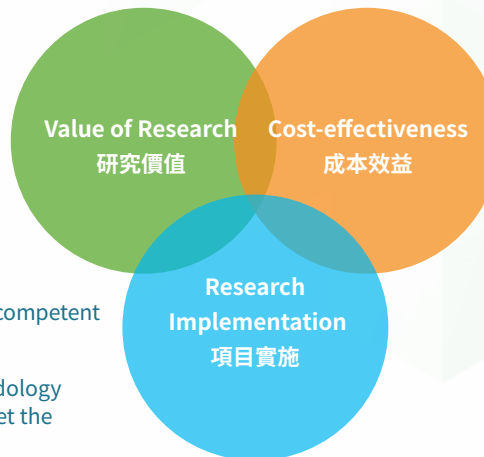 Value of Research
研究價值
Cost-effectiveness
成本效益
Research
Implementation
項目實施
competent
dology
et the